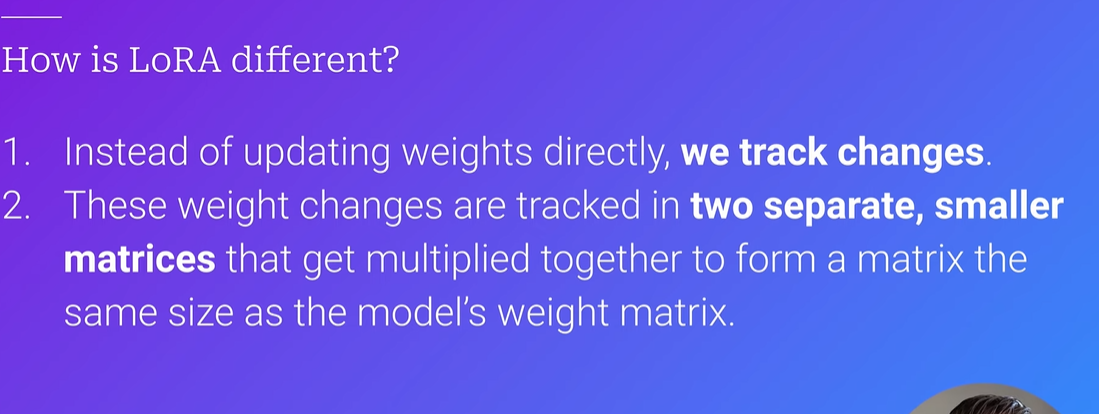 How is LoRA different?
1. Instead of updating weights directly, we track changes.
2. These weight changes are tracked in two separate, smaller
matrices that get multiplied together to form a matrix the
same size as the model’s weight matrix.